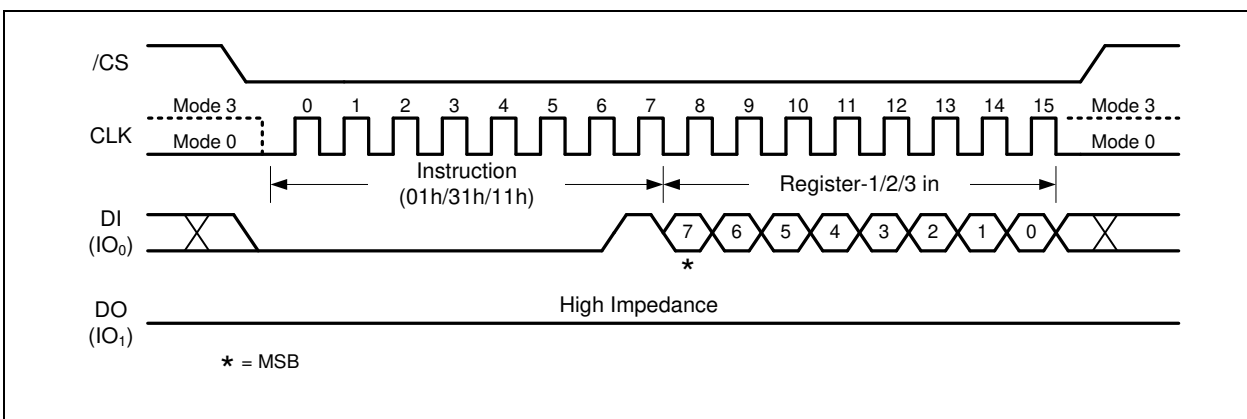 /CS
Mode 3 0 1 2 3 4 5 6 7 8 9 10 11 12 13 14 15 Mode 3
CLK
Mode 0 Mode 0
Instruction
(01h/31h/11h)
Register-1/2/3 in
DI
(IO₀)
7 6 5 4 3 2 1 0
*
High Impedance
DO
(IO₁)
* = MSB